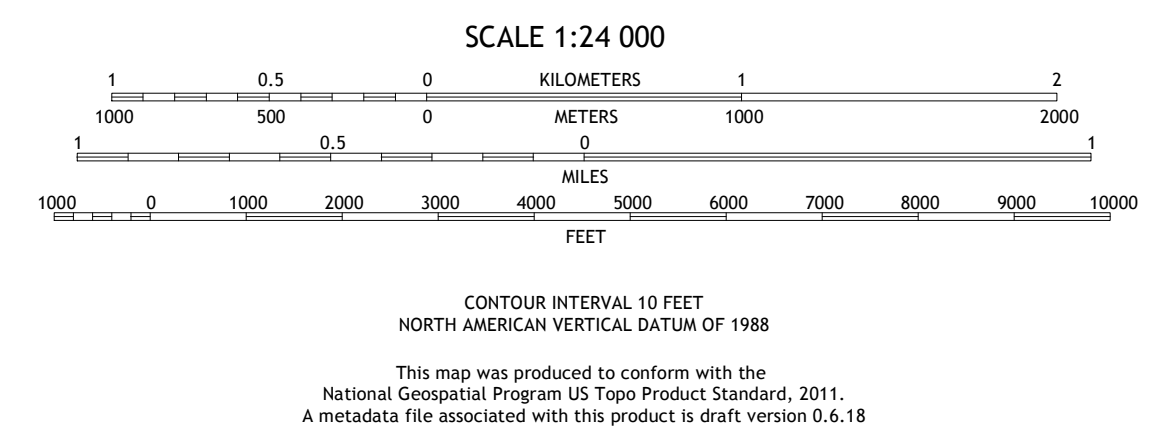 SCALE 1:24 000
1 0.5 0 KILOMETERS 1 2
1000 500 0 METERS 1000 2000
1 0.5 0 1
MILES
1000 0 1000 2000 3000 4000 5000 6000 7000 8000 9000 10000
FEET
CONTOUR INTERVAL 10 FEET
NORTH AMERICAN VERTICAL DATUM OF 1988
This map was produced to conform with the
National Geospatial Program US Topo Product Standard, 2011.
A metadata file associated with this product is draft version 0.6.18